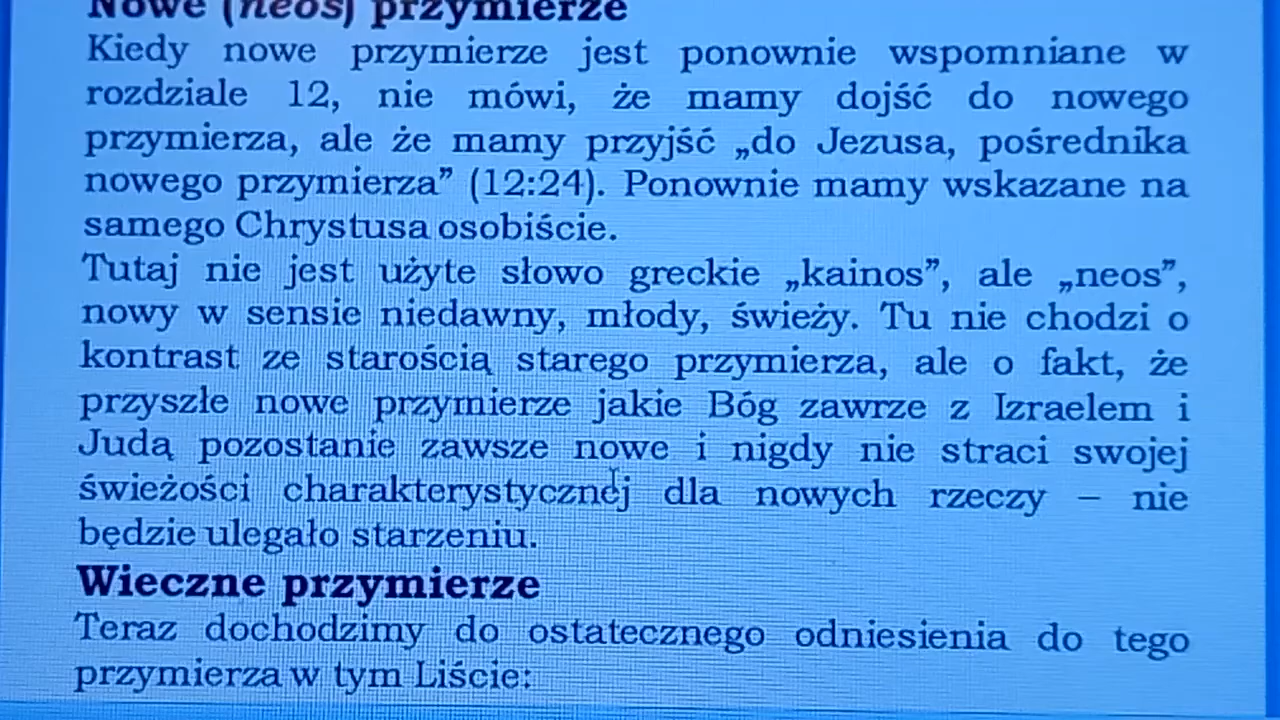 Nowe (neos) przymierze
Kiedy nowe przymierze jest ponownie wspomniane w
rozdziale 12, nie mówi, że mamy dojść do nowego
przymierza, ale że mamy przyjść „do Jezusa, pośrednika
nowego przymierza” (12:24). Ponownie mamy wskazane na
samego Chrystusa osobiście.
Tutaj nie jest użyte słowo greckie „kainos”, ale „neos”,
nowy w sensie niedawny, młody, świeży. Tu nie chodzi o
kontrast ze starością starego przymierza, ale o fakt, że
przyszłe nowe przymierze jakie Bóg zawrze z Izraelem i
Judą pozostanie zawsze nowe i nigdy nie straci swojej
świeżości charakterystycznej dla nowych rzeczy – nie
będzie ulegało starzeniu.
Wieczne przymierze
Teraz dochodzimy do ostatecznego odniesienia do tego
przymierza w tym Liście: